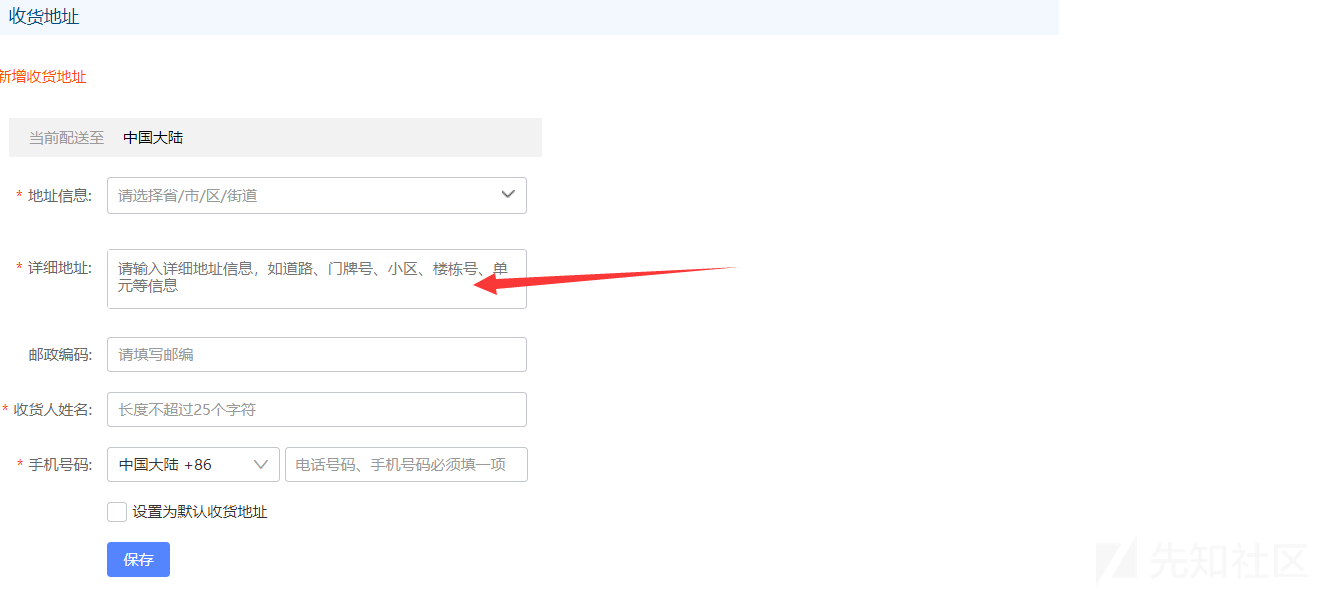 收货地址
新增收货地址
当前配送至 中国大陆
* 地址信息: 请选择省/市/区/街道
* 详细地址: 请输入详细地址信息，如道路、门牌号、小区、楼栋号、单
元等信息
邮政编码: 请填写邮编
* 收货人姓名: 长度不超过25个字符
* 手机号码: 中国大陆 +86 电话号码、手机号码必须填一项
设置为默认收货地址
保存
先知社区